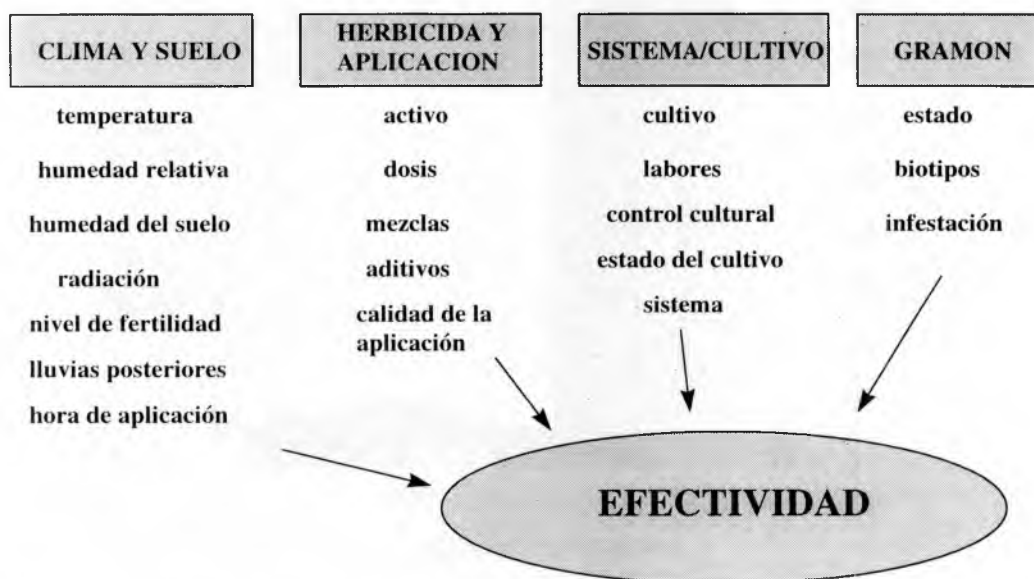 CLIMA Y SUELO
temperatura
humedad relativa
humedad del suelo
radiación
nivel de fertilidad
lluvias posteriores
hora de aplicación
HERBICIDA Y
APLICACION
activo
dosis
mezclas
aditivos
calidad de la
aplicación
SISTEMA/CULTIVO
cultivo
labores
control cultural
estado del cultivo
sistema
GRAMON
estado
biotipos
infestación
EFECTIVIDAD